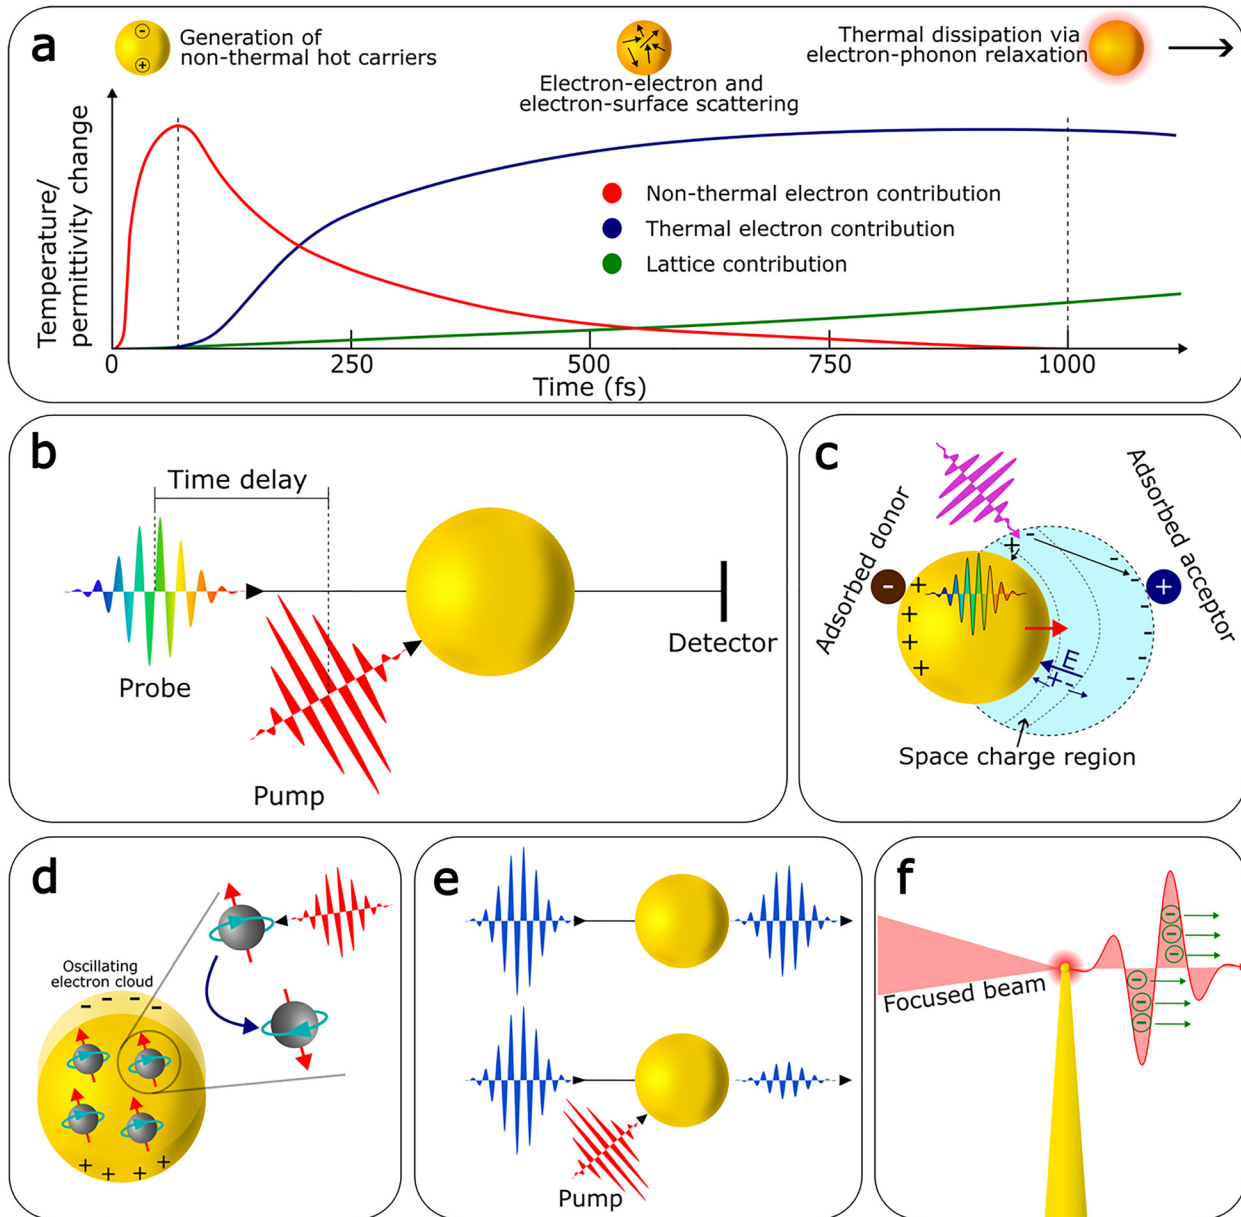 a
Generation of
non-thermal hot carriers
Electron-electron and
electron-surface scattering
Thermal dissipation via
electron-phonon relaxation
Temperature/
permittivity change
Non-thermal electron contribution
Thermal electron contribution
Lattice contribution
0
250
500
750
1000
Time (fs)
b
Time delay
Probe
Pump
Detector
c
Adsorbed donor
Adsorbed acceptor
E
Space charge region
d
Oscillating
electron cloud
e
Pump
f
Focused beam